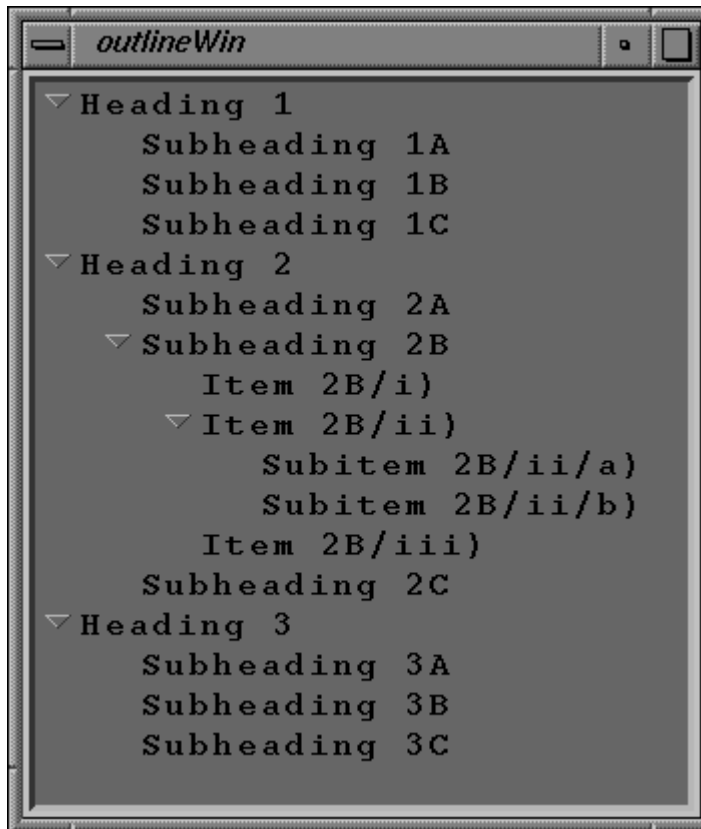 outlineWin
Heading 1
Subheading 1A
Subheading 1B
Subheading 1C
Heading 2
Subheading 2A
Subheading 2B
Item 2B/i)
Item 2B/ii)
Subitem 2B/ii/a)
Subitem 2B/ii/b)
Item 2B/iii)
Subheading 2C
Heading 3
Subheading 3A
Subheading 3B
Subheading 3C